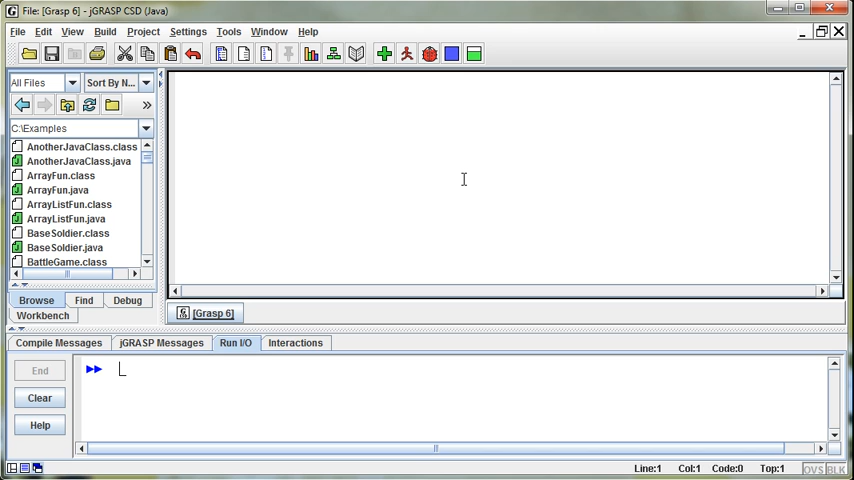 File: [Grasp 6] - jGRASP CSD (Java)
File Edit View Build Project Settings Tools Window Help
All Files Sort By N...
»
C:\Examples
AnotherJavaClass.class
AnotherJavaClass.java
ArrayFun.class
ArrayFun.java
ArrayListFun.class
ArrayListFun.java
BaseSoldier.class
BaseSoldier.java
BattleGame.class
Browse Find Debug
Workbench
[Grasp 6]
Compile Messages jGRASP Messages Run I/O Interactions
End
Clear
Help
Line:1 Col:1 Code:0 Top:1 OVS BLK